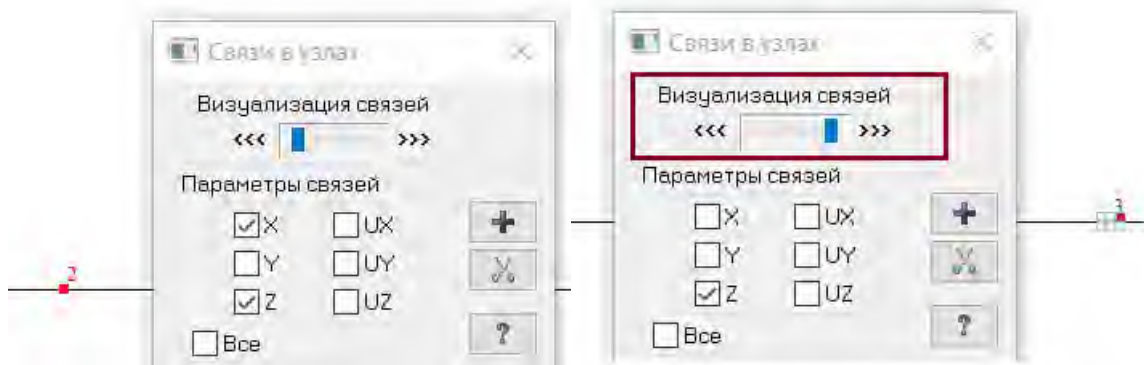 Связи в узлах
Визуализация связей
<<< >>>
Параметры связей
X UX
Y UY
Z UZ
Все
?
2
Связи в узлах
Визуализация связей
<<< >>>
Параметры связей
X UX
Y UY
Z UZ
Все
?